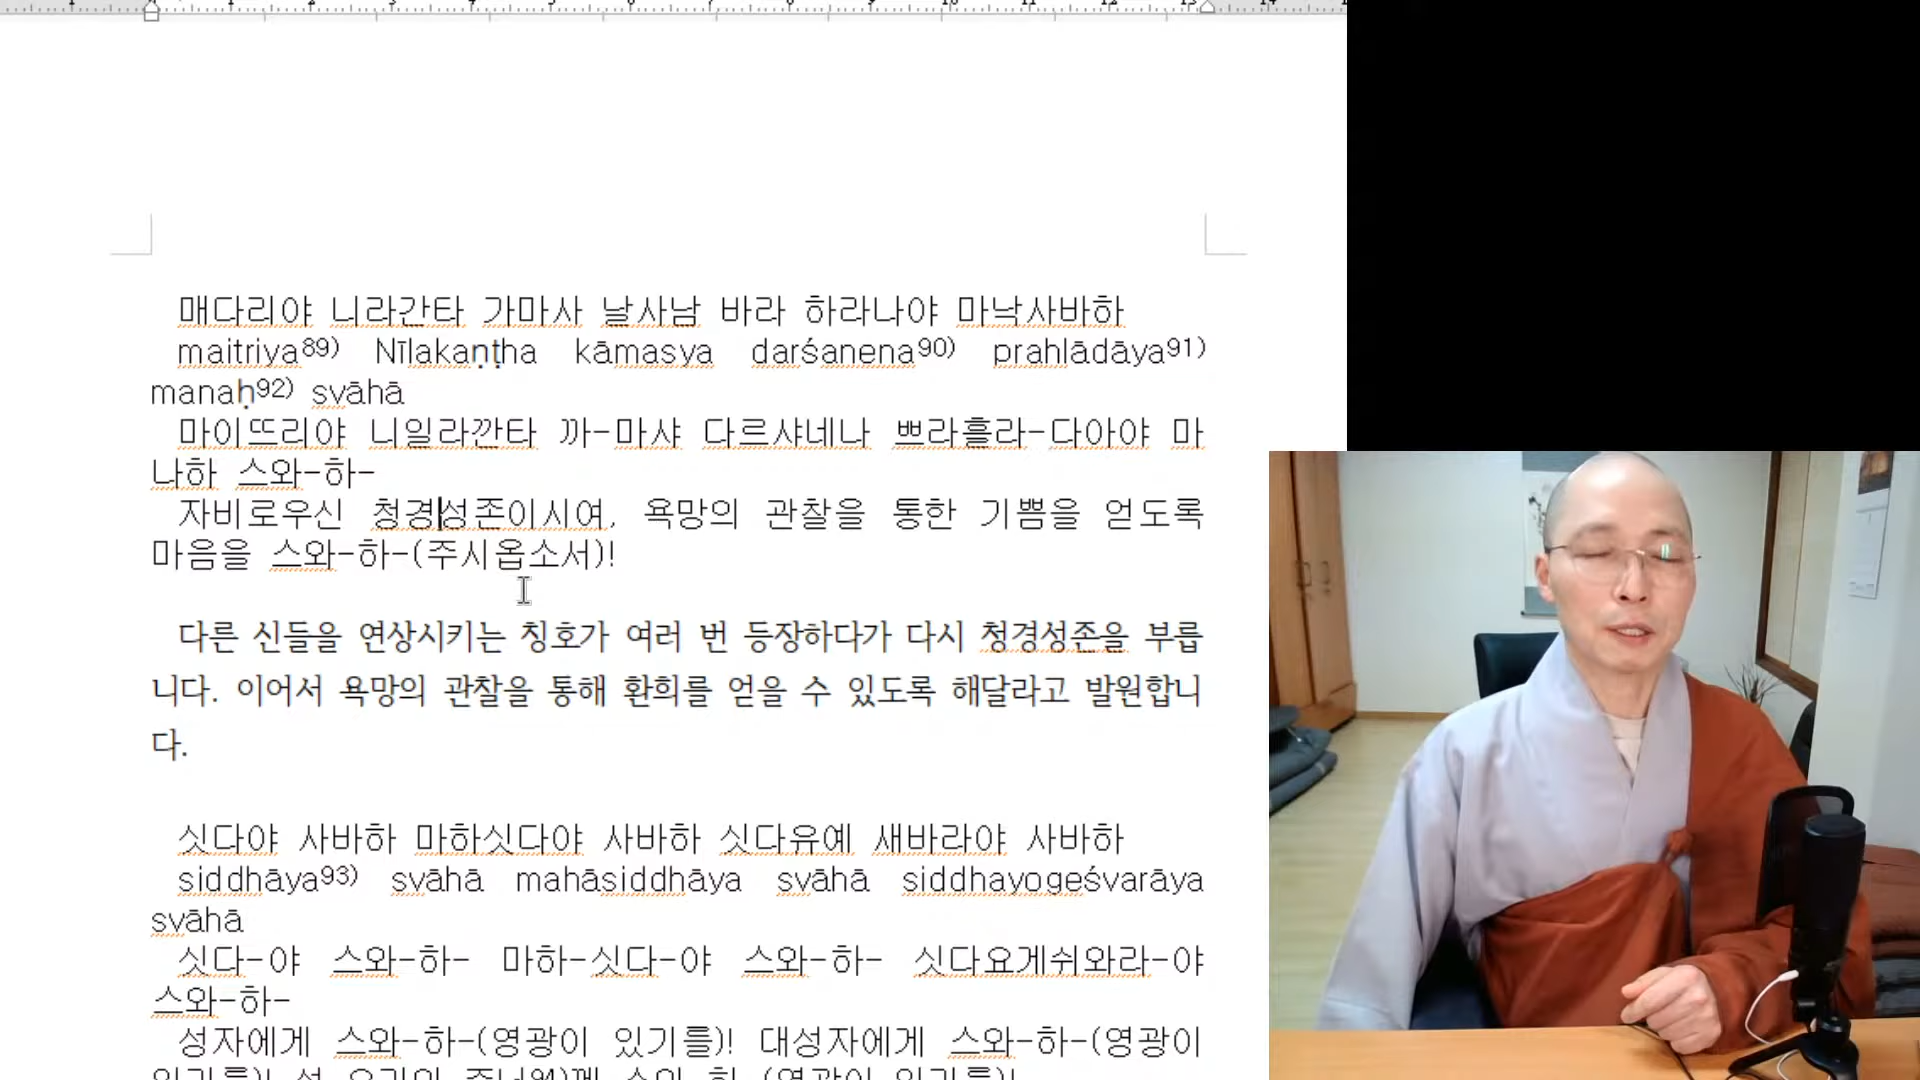 매다리야 니라간타 가마사 날사남 바라 하라나야 마낙사바하
maitriya89) Nīlakaṇṭha kāmasya darśanena90) prahlādāya91)
manaḥ92) svāhā
마이뜨리야 니일라깐타 까-마샤 다르샤네나 쁘라흘라-다아야 마
나하 스와-하-
자비로우신 청경성존이시여, 욕망의 관찰을 통한 기쁨을 얻도록
마음을 스와-하-(주시옵소서)!
다른 신들을 연상시키는 칭호가 여러 번 등장하다가 다시 청경성존을 부릅
니다. 이어서 욕망의 관찰을 통해 환희를 얻을 수 있도록 해달라고 발원합니
다.
싯다야 사바하 마하싯다야 사바하 싯다유예 새바라야 사바하
siddhāya93) svāhā mahāsiddhāya svāhā siddhayogeśvarāya
svāhā
싯다-야 스와-하- 마하-싯다-야 스와-하- 싯다요게쉬와라-야
스와-하-
성자에게 스와-하-(영광이 있기를)! 대성자에게 스와-하-(영광이